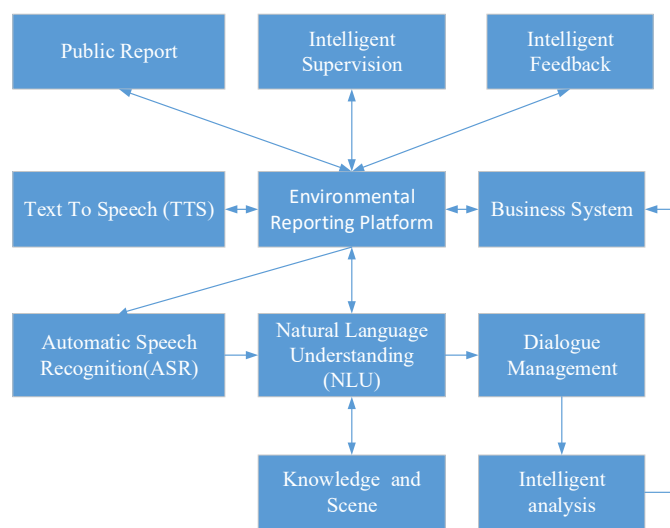 Public Report
Intelligent
Supervision
Intelligent
Feedback
Text To Speech (TTS)
Environmental
Reporting Platform
Business System
Automatic Speech
Recognition(ASR)
Natural Language
Understanding
(NLU)
Dialogue
Management
Knowledge and
Scene
Intelligent
analysis